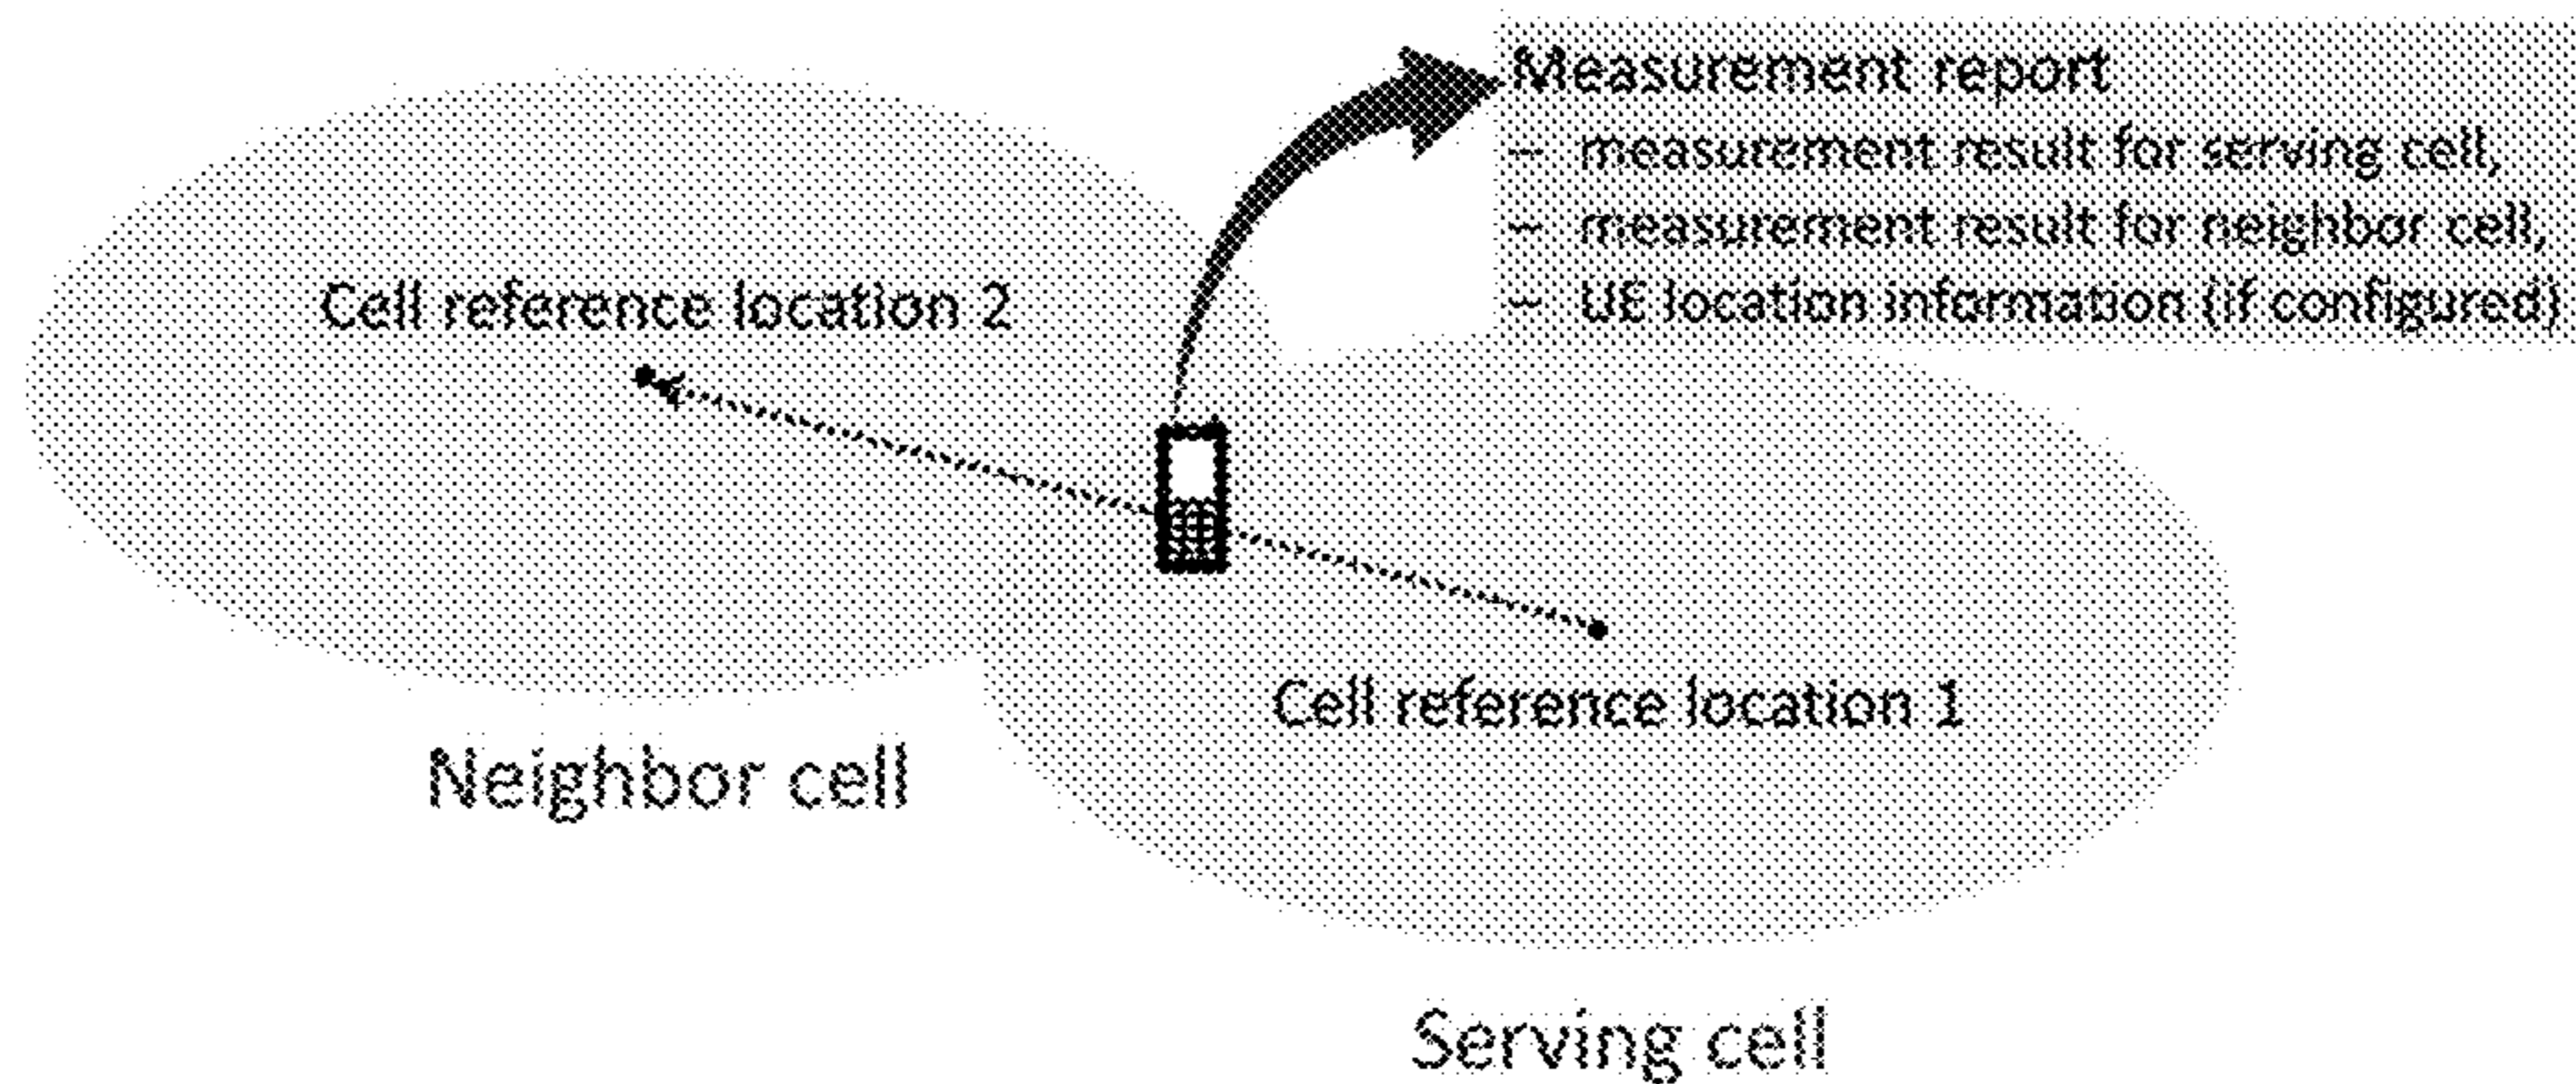 Measurement report
– measurement result for serving cell,
– measurement result for neighbor cell,
– UE location information (if configured)
Cell reference location 2
Cell reference location 1
Neighbor cell
Serving cell